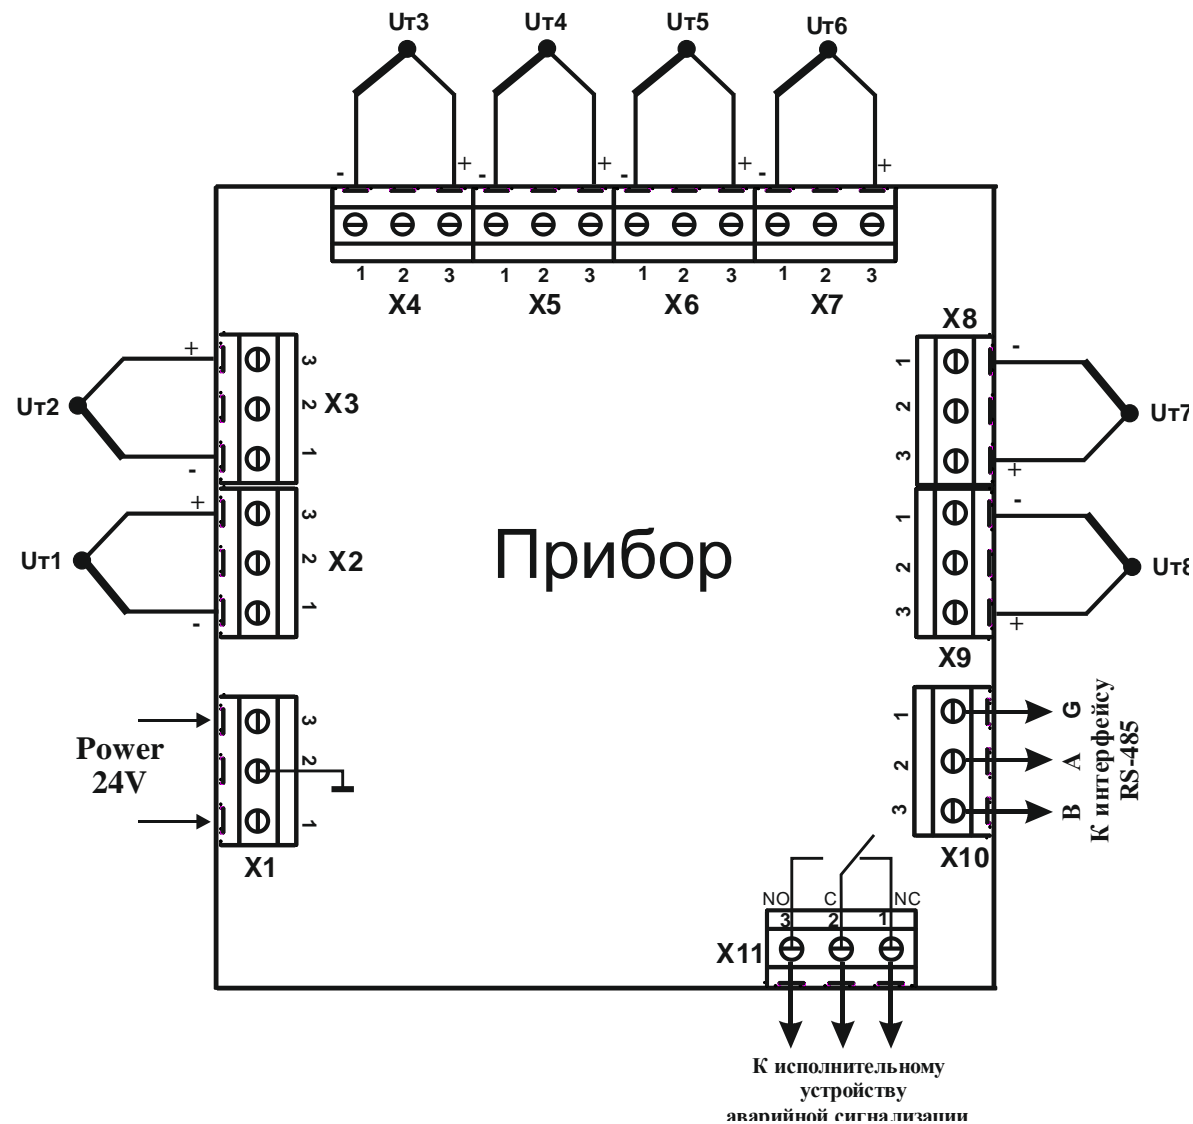 Uт3 Uт4 Uт5 Uт6
- + - + - + - +
1 2 3 1 2 3 1 2 3 1 2 3
X4 X5 X6 X7
X8
+ 3 1 -
Uт2 2 X3 2 Uт7
- 1 3 +
+ 3 1 -
Uт1 2 X2 Прибор 2 Uт8
- 1 3 +
X9
3 1 G
Power
24V
2 2 A
1 3 B
К интерфейсу
RS-485
X1 X10
NO C NC
3 2 1
X11
К исполнительному
устройству
аварийной сигнализации